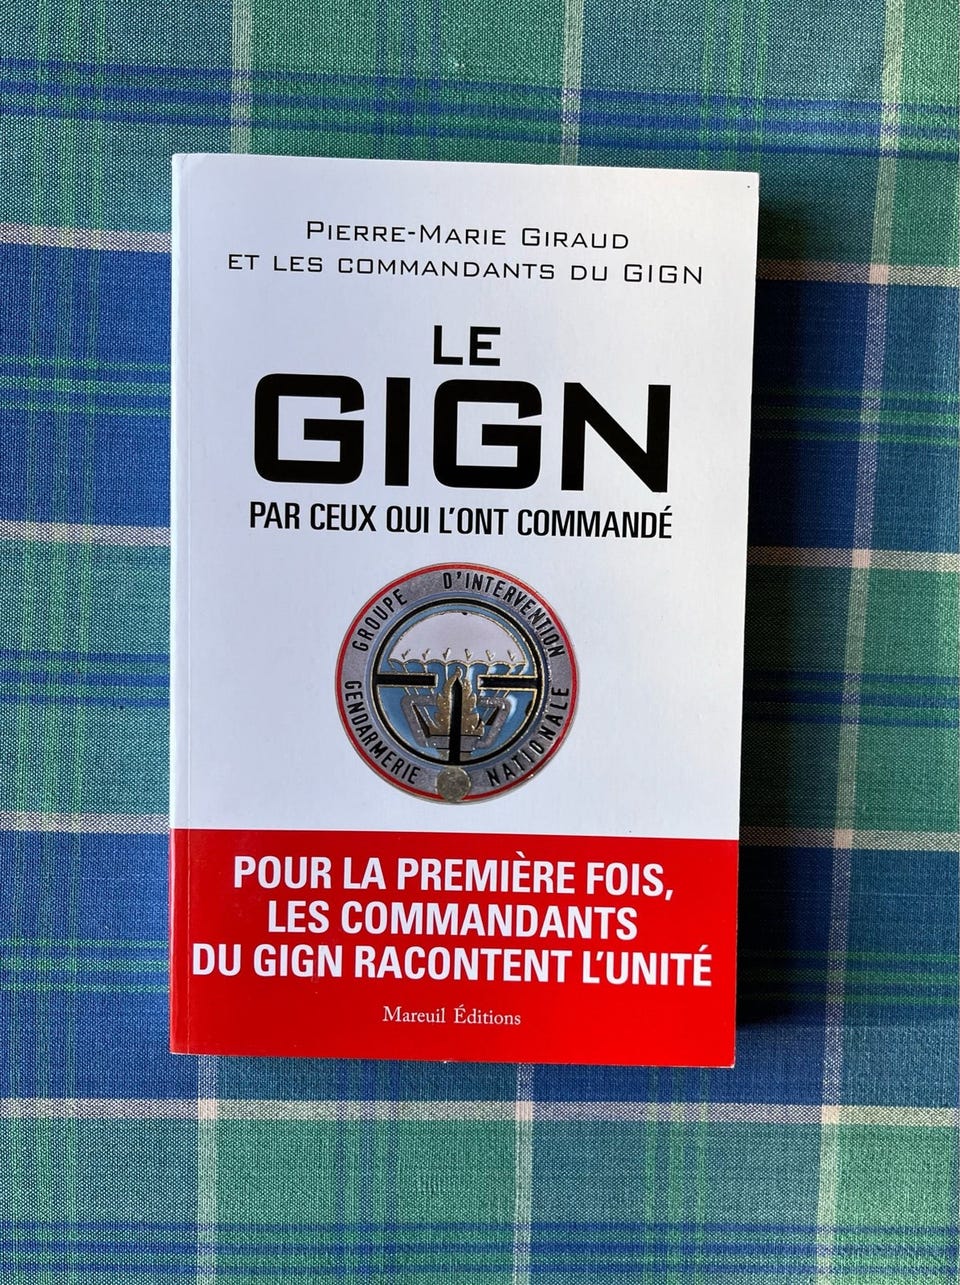 Pierre-Marie Giraud
et les commandants du GIGN
LE
GIGN
PAR CEUX QUI L'ONT COMMANDÉ
GROUPE D'INTERVENTION
GENDARMERIE NATIONALE
POUR LA PREMIÈRE FOIS,
LES COMMANDANTS
DU GIGN RACONTENT L'UNITÉ
Mareuil Éditions